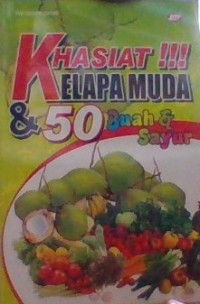 KHASIAT !!!
KELAPA MUDA
& 50 Buah &
Sayur